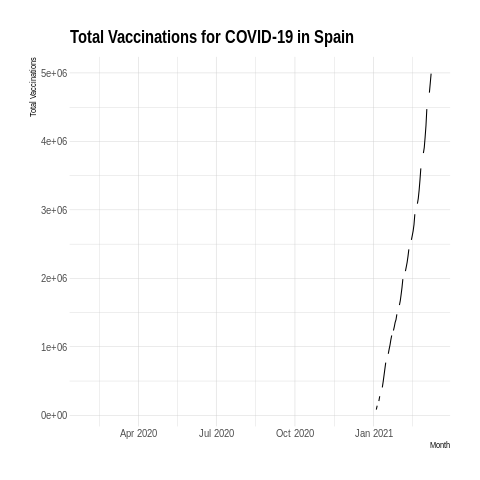 Total Vaccinations for COVID-19 in Spain
Total Vaccinations
5e+06
4e+06
3e+06
2e+06
1e+06
0e+00
Apr 2020 Jul 2020 Oct 2020 Jan 2021
Month